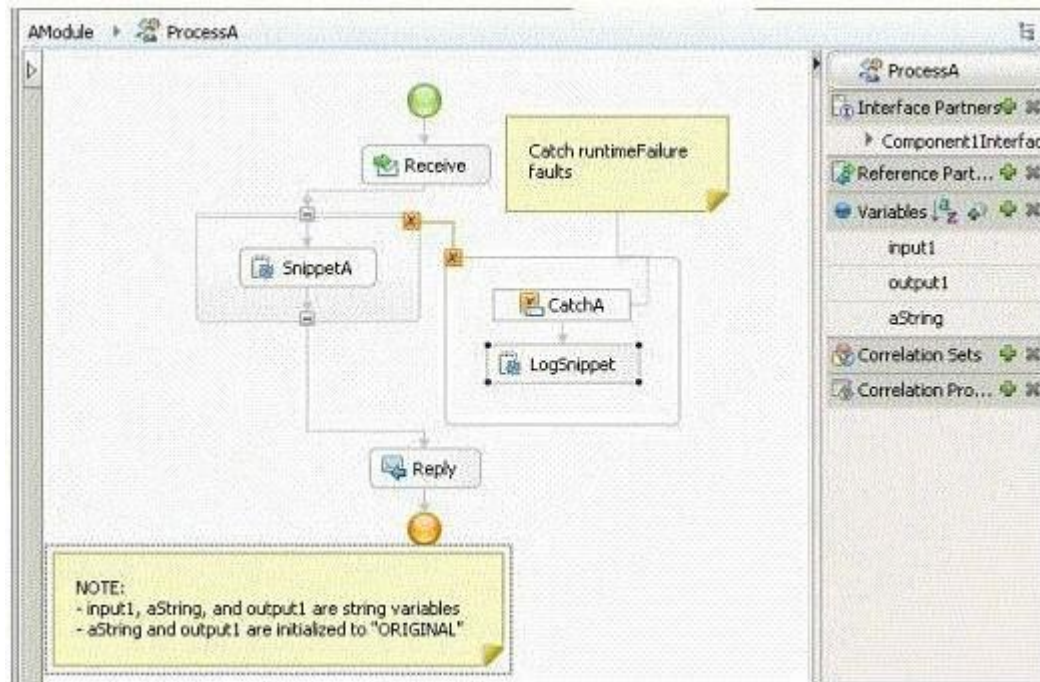 AModule ProcessA
ProcessA
Receive
Catch runtimeFailure
faults
SnippetA
CatchA
LogSnippet
Reply
NOTE:
- input1, aString, and output1 are string variables
- aString and output1 are initialized to "ORIGINAL"
Interface Partners
Component1Interfac
Reference Part...
Variables
input1
output1
aString
Correlation Sets
Correlation Pro...